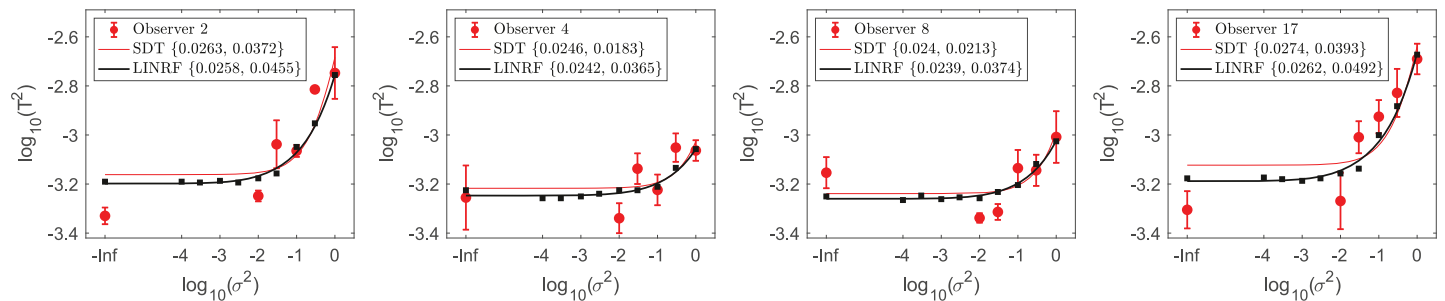 Observer 2
SDT {0.0263, 0.0372}
LINRF {0.0258, 0.0455}
-2.6
-2.8
-3
-3.2
-3.4
log₁₀(T²)
-Inf -4 -3 -2 -1 0
log₁₀(σ²)
Observer 4
SDT {0.0246, 0.0183}
LINRF {0.0242, 0.0365}
-2.6
-2.8
-3
-3.2
-3.4
log₁₀(T²)
-Inf -4 -3 -2 -1 0
log₁₀(σ²)
Observer 8
SDT {0.024, 0.0213}
LINRF {0.0239, 0.0374}
-2.6
-2.8
-3
-3.2
-3.4
log₁₀(T²)
-Inf -4 -3 -2 -1 0
log₁₀(σ²)
Observer 17
SDT {0.0274, 0.0393}
LINRF {0.0262, 0.0492}
-2.6
-2.8
-3
-3.2
-3.4
log₁₀(T²)
-Inf -4 -3 -2 -1 0
log₁₀(σ²)